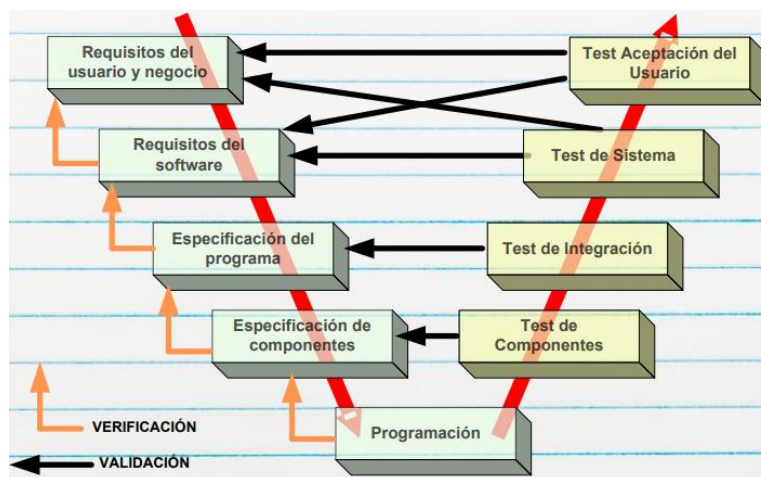 Requisitos del
usuario y negocio
Test Aceptación del
Usuario
Requisitos del
software
Test de Sistema
Especificación del
programa
Test de Integración
Especificación de
componentes
Test de
Componentes
Programación
VERIFICACIÓN
VALIDACIÓN